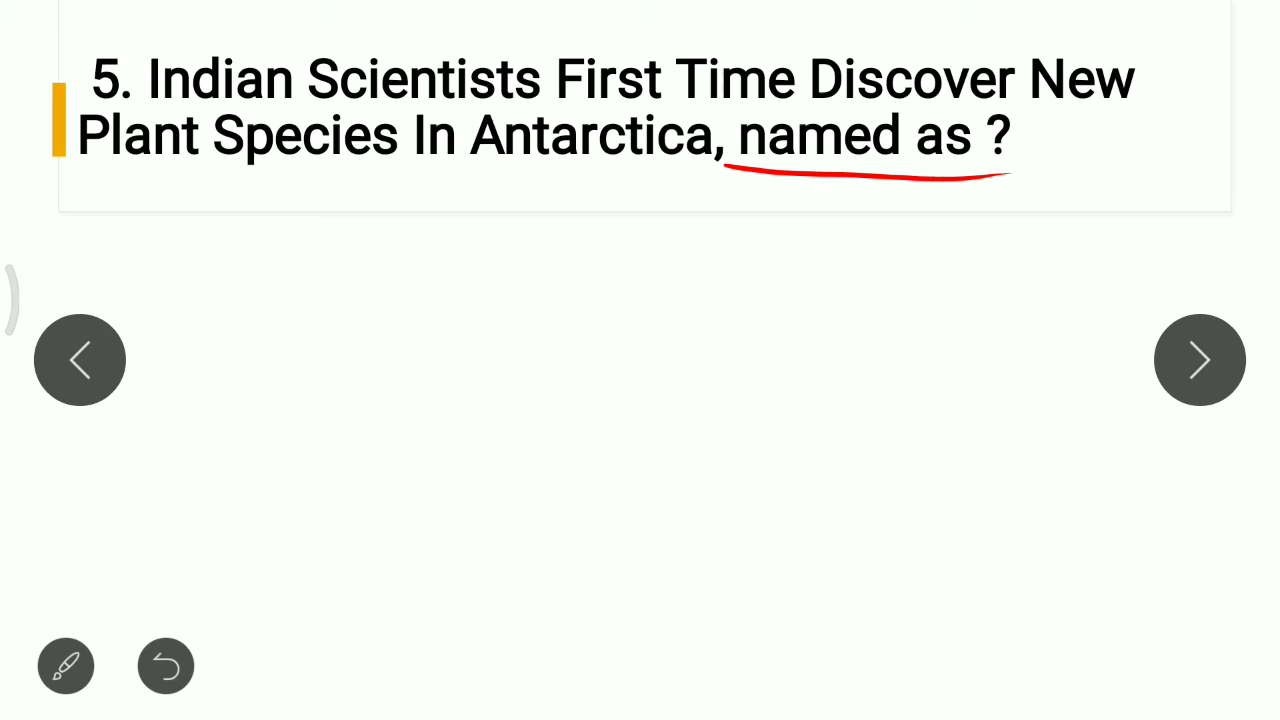 5. Indian Scientists First Time Discover New
Plant Species In Antarctica, named as ?